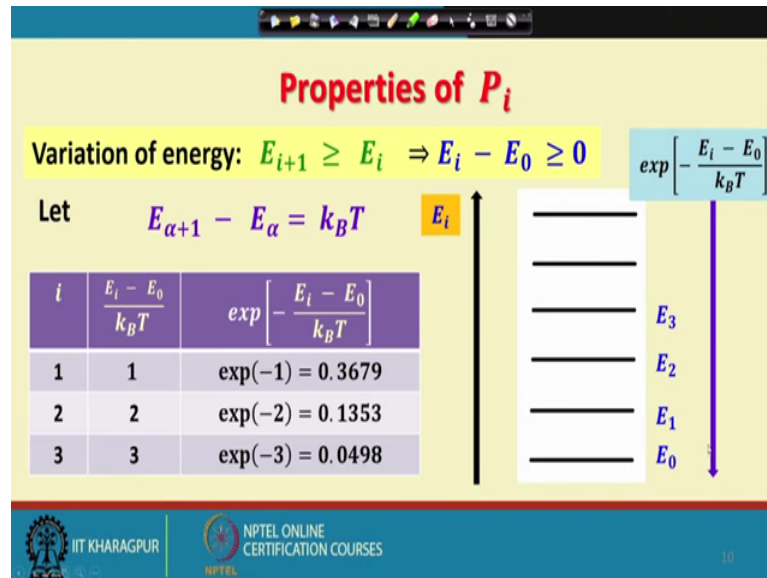 Properties of P_i
Variation of energy: E_{i+1} ≥ E_i ⇒ E_i − E_0 ≥ 0
exp[−(E_i − E_0)/(k_B T)]
Let E_{α+1} − E_α = k_B T
E_i
i | (E_i − E_0)/(k_B T) | exp[−(E_i − E_0)/(k_B T)]
1 | 1 | exp(−1) = 0.3679
2 | 2 | exp(−2) = 0.1353
3 | 3 | exp(−3) = 0.0498
E_3
E_2
E_1
E_0
IIT KHARAGPUR
NPTEL
NPTEL ONLINE
CERTIFICATION COURSES
10